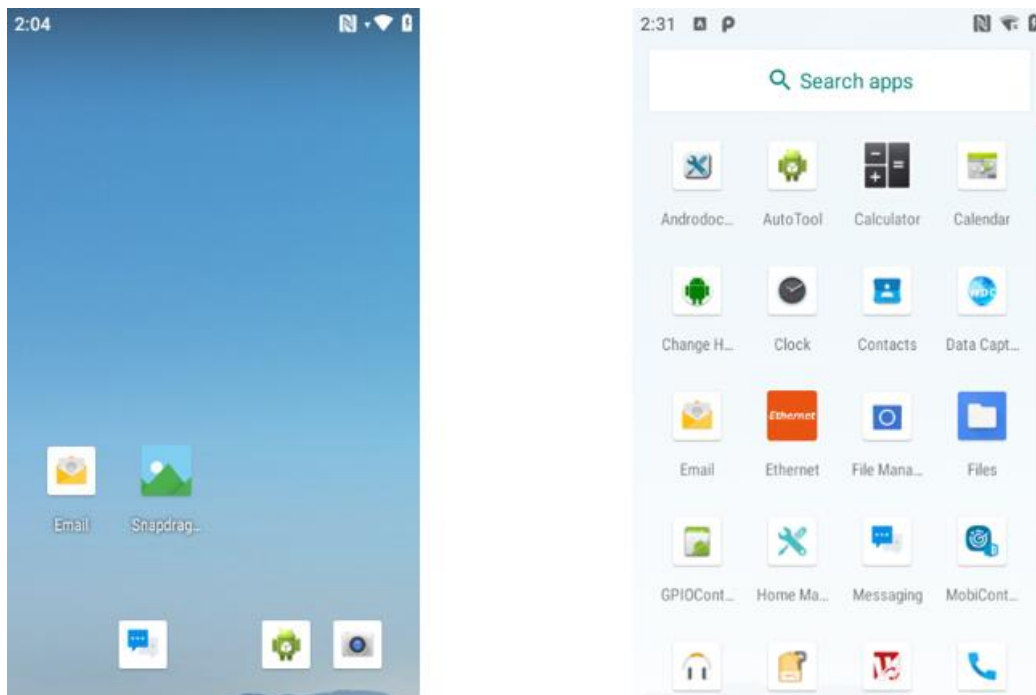 2:04
Email
Snapdrag...
2:31
Search apps
Androdoc...
AutoTool
Calculator
Calendar
Change H...
Clock
Contacts
Data Capt...
Ethernet
Email
Ethernet
File Mana...
Files
GPIOCont...
Home Ma...
Messaging
MobiCont...